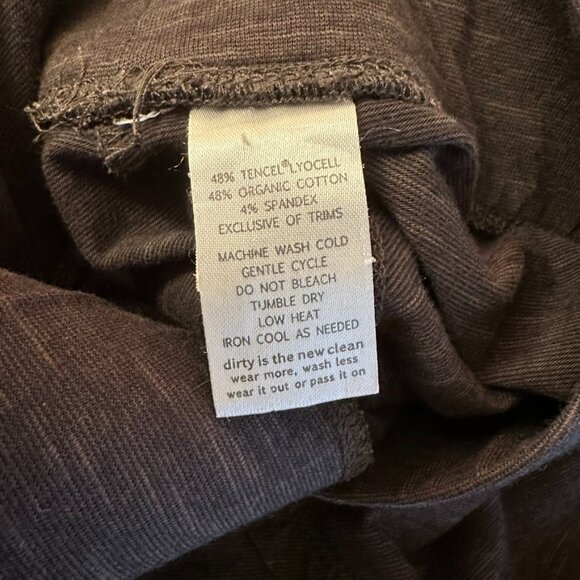 48% TENCEL® LYOCELL
48% ORGANIC COTTON
4% SPANDEX
EXCLUSIVE OF TRIMS
MACHINE WASH COLD
GENTLE CYCLE
DO NOT BLEACH
TUMBLE DRY
LOW HEAT
IRON COOL AS NEEDED
dirty is the new clean
wear more, wash less
wear it out or pass it on